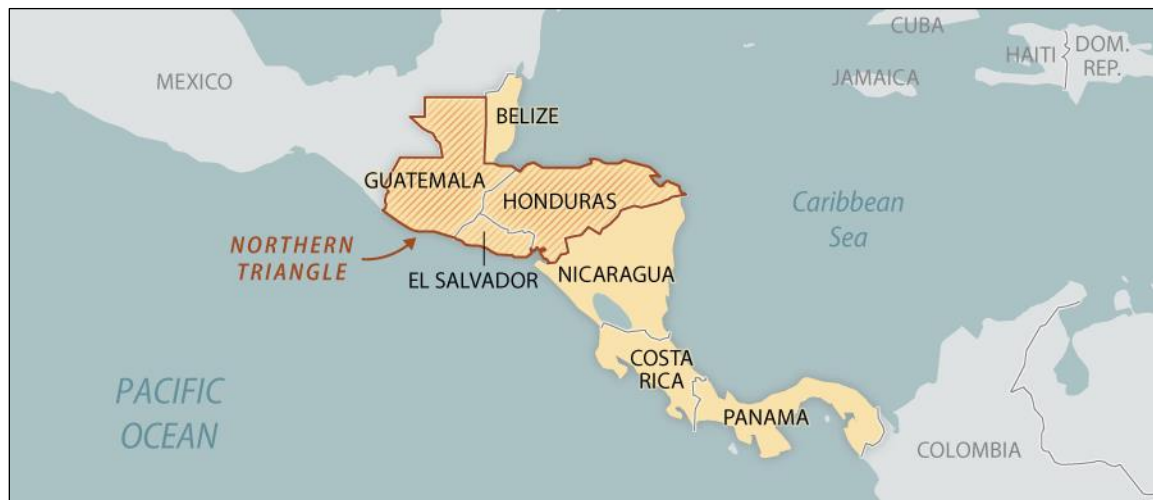 CUBA
HAITI
DOM.
REP.
MEXICO
JAMAICA
BELIZE
GUATEMALA
HONDURAS
Caribbean
Sea
NORTHERN
TRIANGLE
EL SALVADOR
NICARAGUA
COSTA
RICA
PACIFIC
OCEAN
PANAMA
COLOMBIA